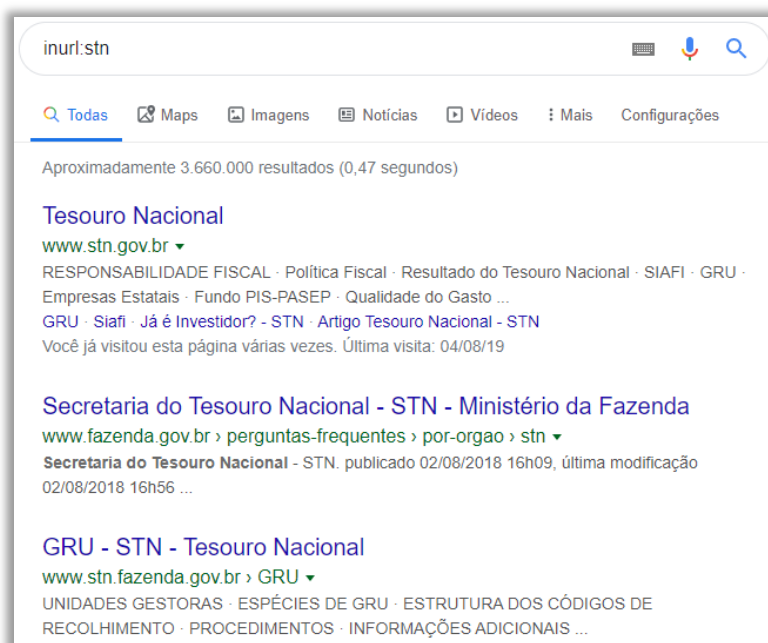 inurl:stn
Todas Maps Imagens Notícias Vídeos Mais Configurações
Aproximadamente 3.660.000 resultados (0,47 segundos)
Tesouro Nacional
www.stn.gov.br
RESPONSABILIDADE FISCAL · Política Fiscal · Resultado do Tesouro Nacional · SIAFI · GRU ·
Empresas Estatais · Fundo PIS-PASEP · Qualidade do Gasto ...
GRU · Siafi · Já é Investidor? - STN · Artigo Tesouro Nacional - STN
Você já visitou esta página várias vezes. Última visita: 04/08/19
Secretaria do Tesouro Nacional - STN - Ministério da Fazenda
www.fazenda.gov.br › perguntas-frequentes › por-orgao › stn
Secretaria do Tesouro Nacional - STN. publicado 02/08/2018 16h09, última modificação
02/08/2018 16h56 ...
GRU - STN - Tesouro Nacional
www.stn.fazenda.gov.br › GRU
UNIDADES GESTORAS · ESPÉCIES DE GRU · ESTRUTURA DOS CÓDIGOS DE
RECOLHIMENTO · PROCEDIMENTOS · INFORMAÇÕES ADICIONAIS ...